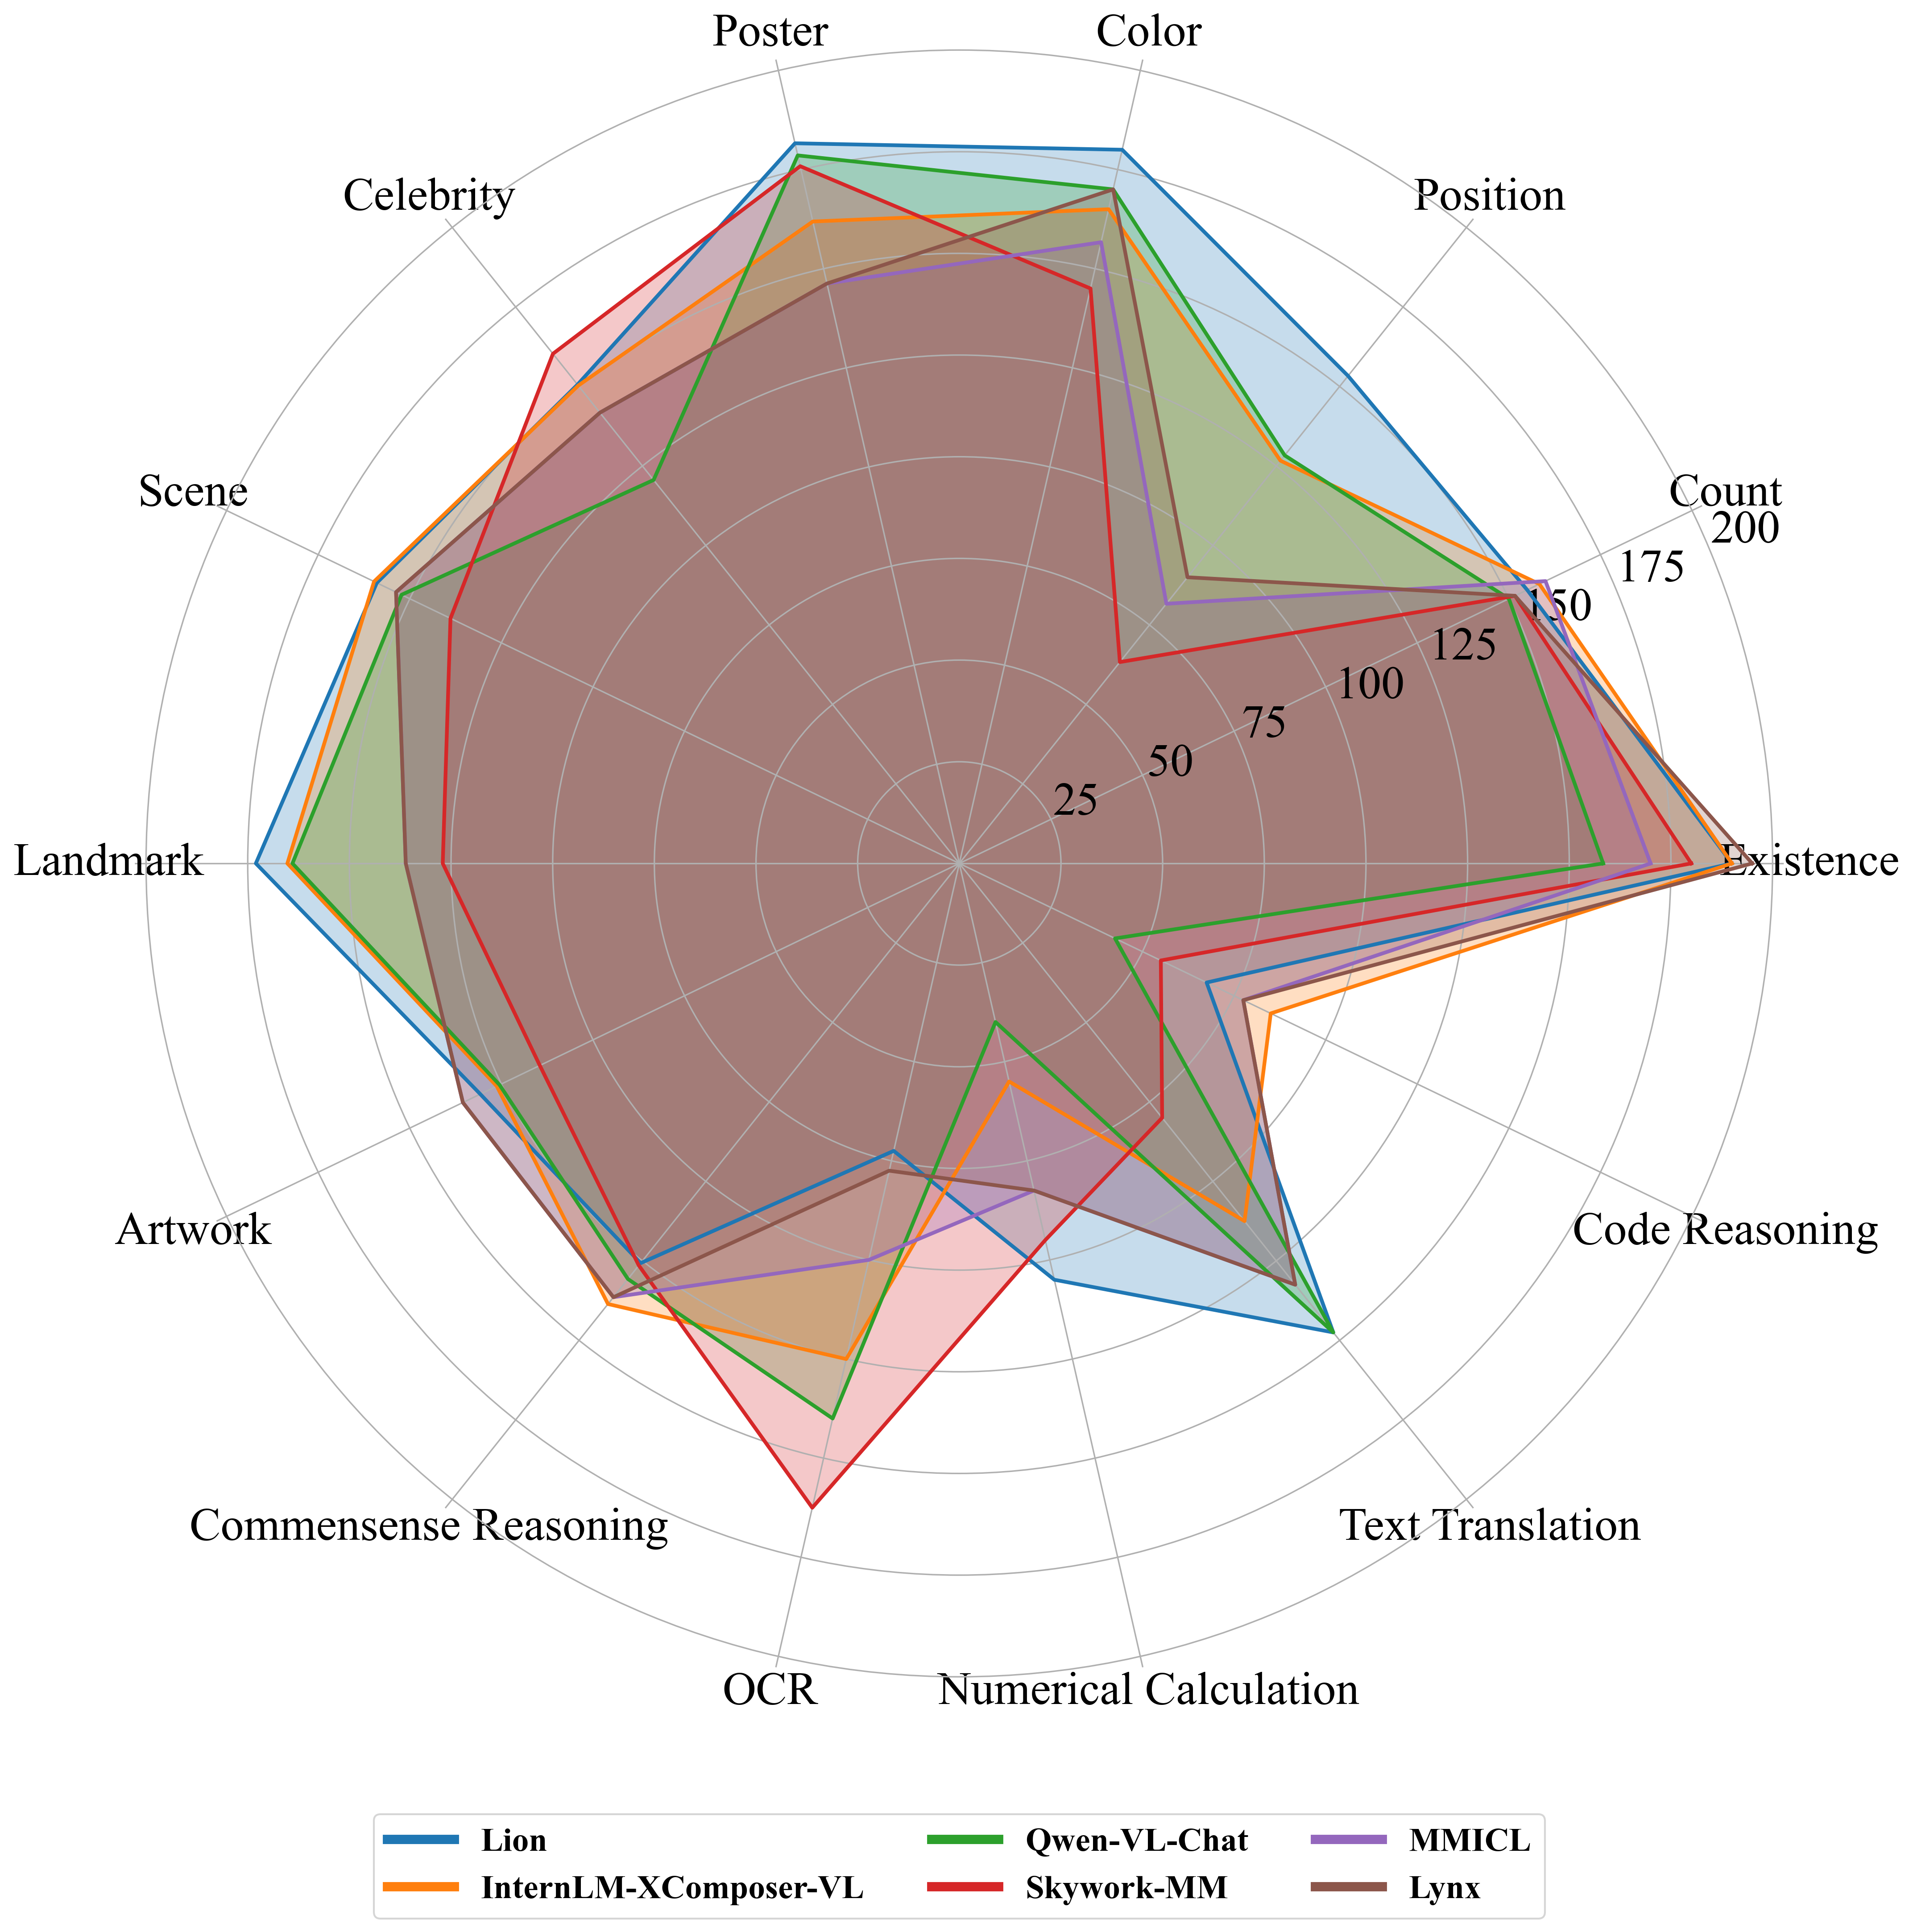 Poster
Color
Celebrity
Position
Scene
Count
200
175
150
125
100
75
50
25
Landmark
Existence
Artwork
Code Reasoning
Commensense Reasoning
Text Translation
OCR
Numerical Calculation
Lion
Qwen-VL-Chat
MMICL
InternLM-XComposer-VL
Skywork-MM
Lynx